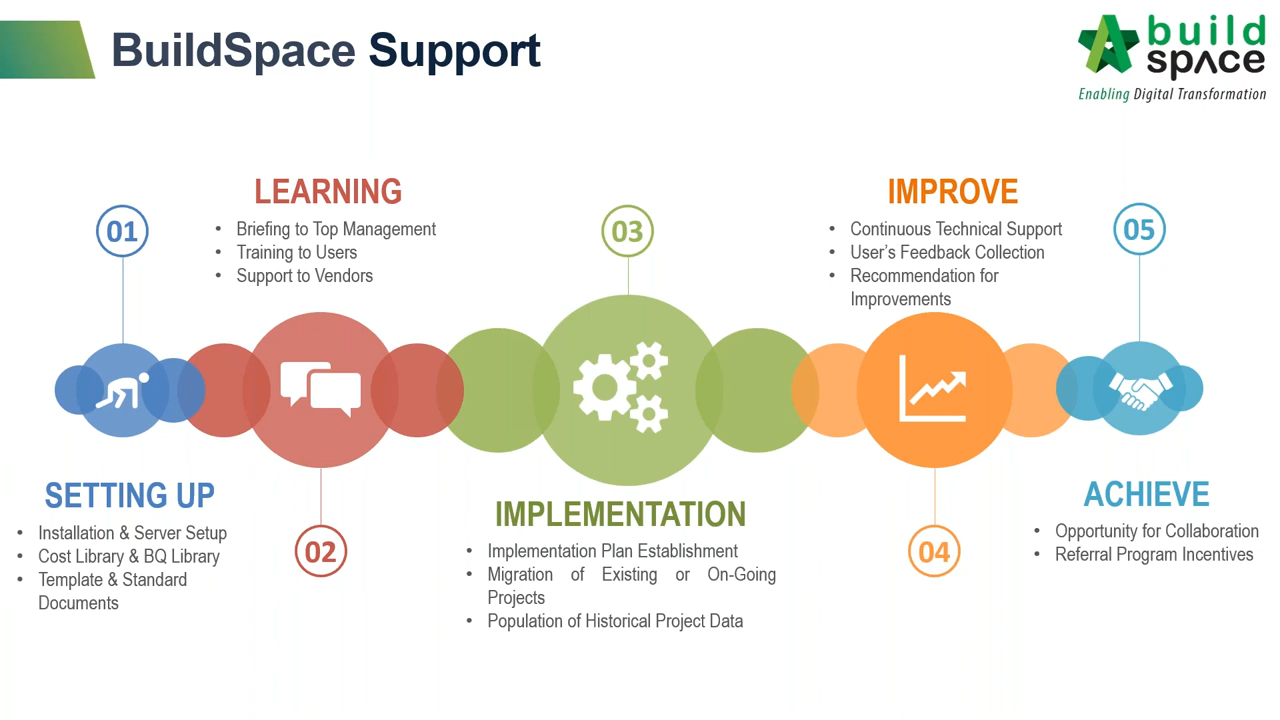 BuildSpace Support
build
spʌce
Enabling Digital Transformation
01
SETTING UP
• Installation & Server Setup
• Cost Library & BQ Library
• Template & Standard
Documents
LEARNING
• Briefing to Top Management
• Training to Users
• Support to Vendors
02
03
IMPLEMENTATION
• Implementation Plan Establishment
• Migration of Existing or On-Going
Projects
• Population of Historical Project Data
IMPROVE
• Continuous Technical Support
• User’s Feedback Collection
• Recommendation for
Improvements
04
05
ACHIEVE
• Opportunity for Collaboration
• Referral Program Incentives